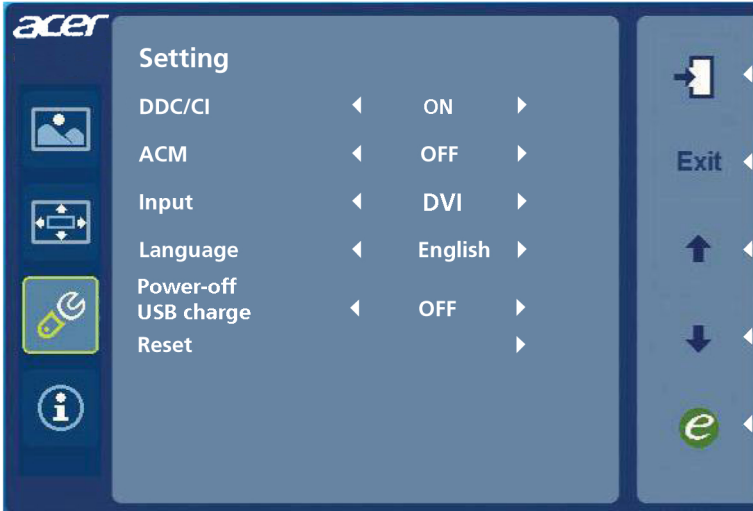 acer
Setting
DDC/CI ON
ACM OFF
Input DVI
Language English
Power-off
USB charge OFF
Reset
Exit
e